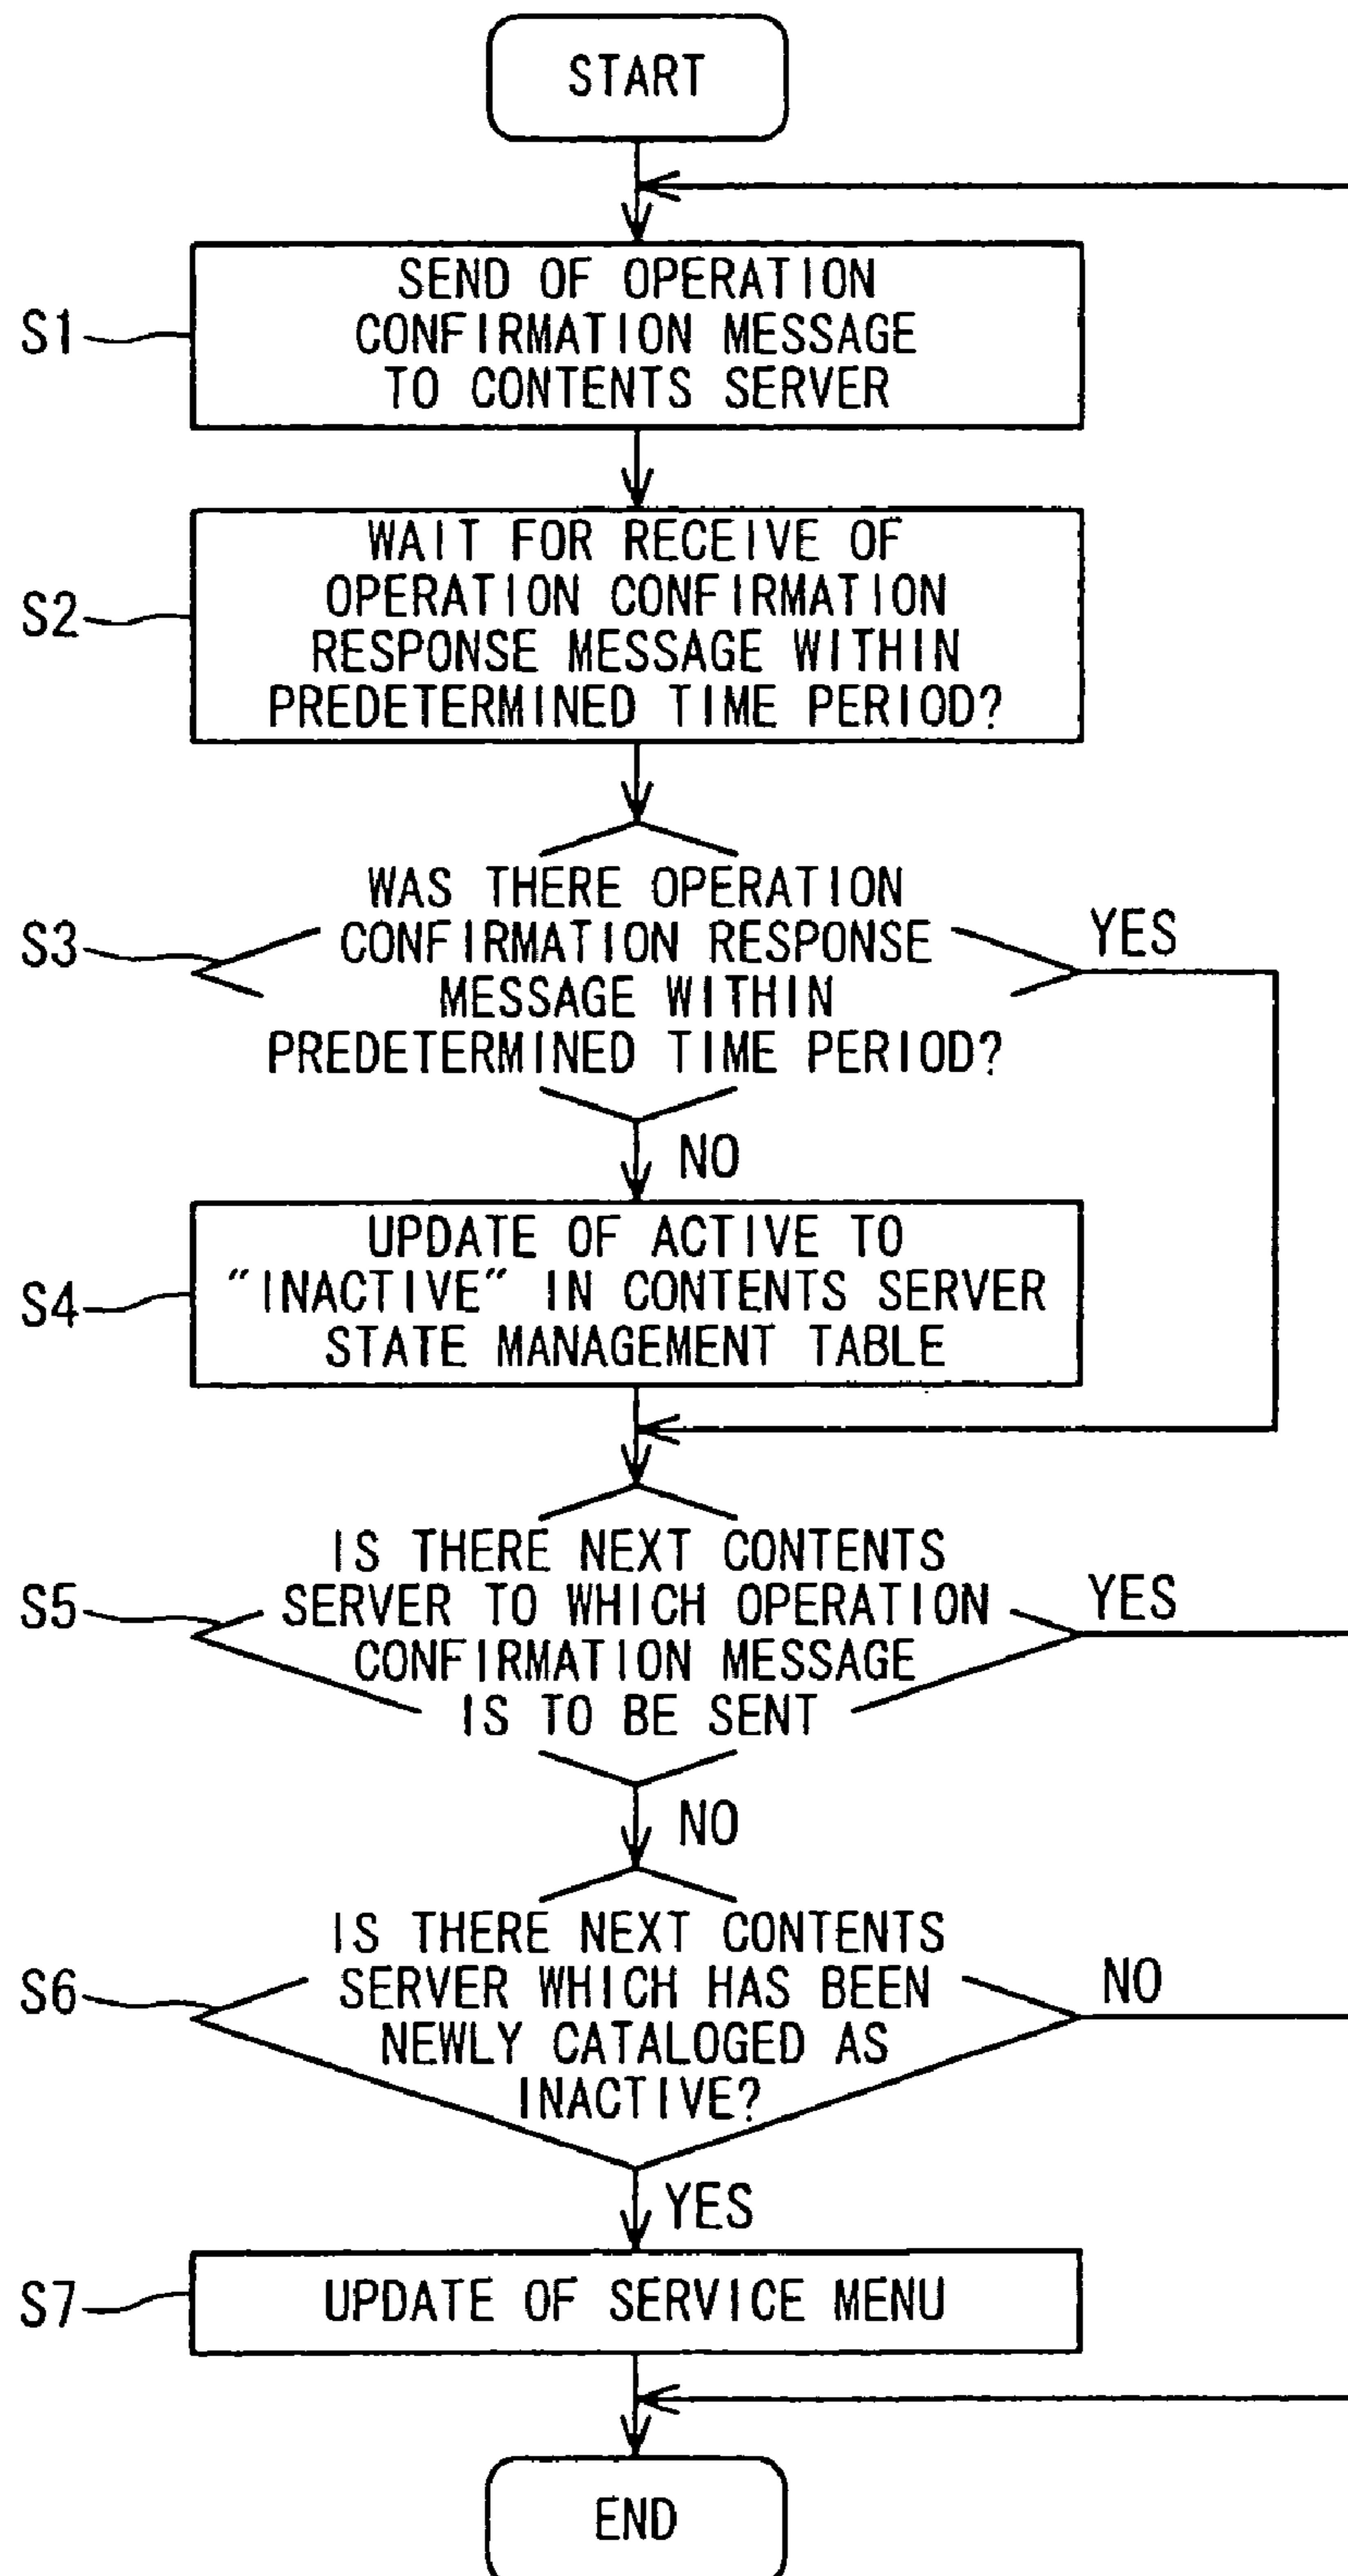 START
S1
SEND OF OPERATION
CONFIRMATION MESSAGE
TO CONTENTS SERVER
S2
WAIT FOR RECEIVE OF
OPERATION CONFIRMATION
RESPONSE MESSAGE WITHIN
PREDETERMINED TIME PERIOD?
S3
WAS THERE OPERATION
CONFIRMATION RESPONSE
MESSAGE WITHIN
PREDETERMINED TIME PERIOD?
YES
NO
S4
UPDATE OF ACTIVE TO
"INACTIVE" IN CONTENTS SERVER
STATE MANAGEMENT TABLE
S5
IS THERE NEXT CONTENTS
SERVER TO WHICH OPERATION
CONFIRMATION MESSAGE
IS TO BE SENT
YES
NO
S6
IS THERE NEXT CONTENTS
SERVER WHICH HAS BEEN
NEWLY CATALOGED AS
INACTIVE?
NO
YES
S7
UPDATE OF SERVICE MENU
END